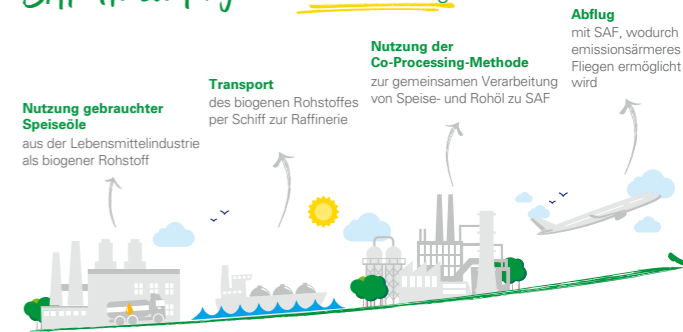 Nutzung gebrauchter
Speiseöle
aus der Lebensmittelindustrie
als biogener Rohstoff
Transport
des biogenen Rohstoffes
per Schiff zur Raffinerie
Nutzung der
Co-Processing-Methode
zur gemeinsamen Verarbeitung
von Speise- und Rohöl zu SAF
Abflug
mit SAF, wodurch
emissionsärmeres
Fliegen ermöglicht
wird